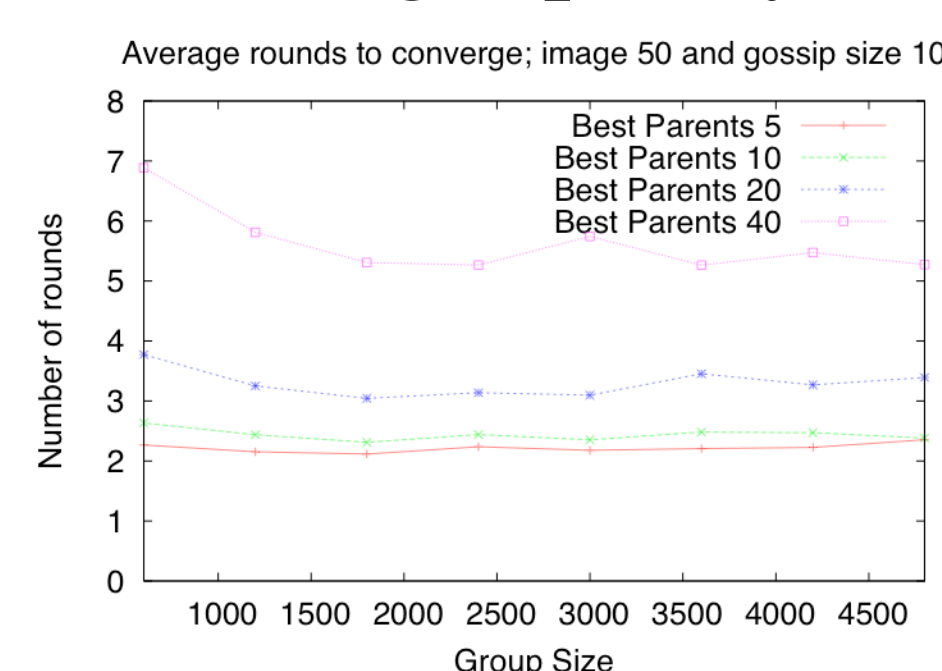 Average rounds to converge; image 50 and gossip size 10
8
7
6
5
4
3
2
1
0
Number of rounds
Best Parents 5
Best Parents 10
Best Parents 20
Best Parents 40
1000 1500 2000 2500 3000 3500 4000 4500
Group Size